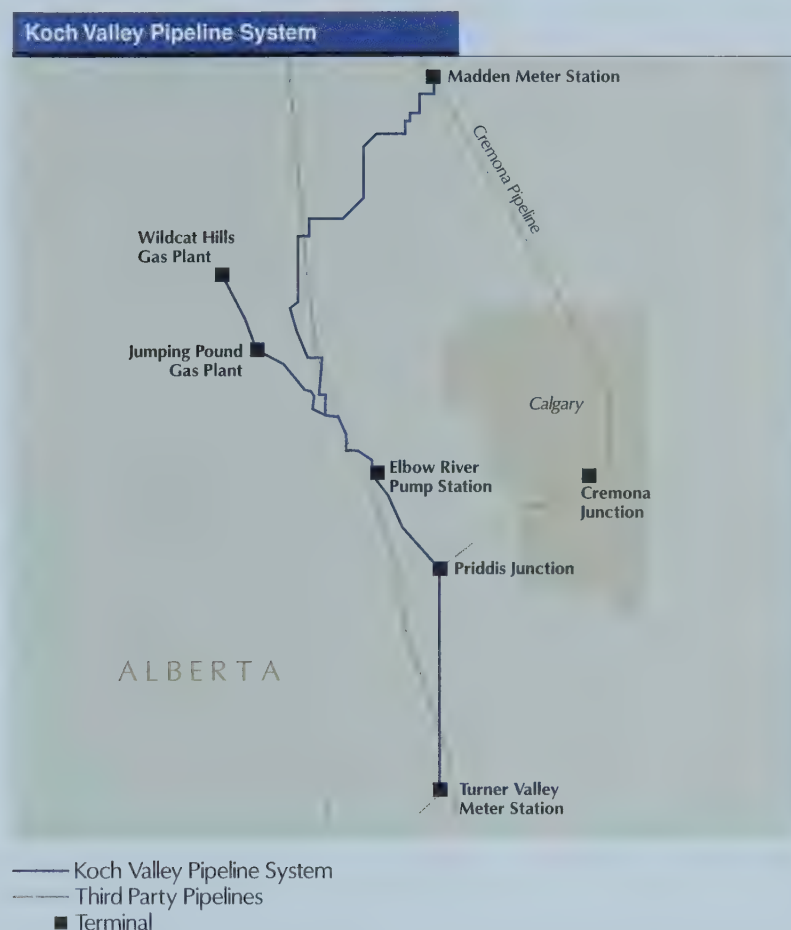 Koch Valley Pipeline System
Madden Meter Station
Cremona Pipeline
Wildcat Hills
Gas Plant
Jumping Pound
Gas Plant
Calgary
Elbow River
Pump Station
Cremona
Junction
Priddis Junction
ALBERTA
Turner Valley
Meter Station
Koch Valley Pipeline System
Third Party Pipelines
Terminal